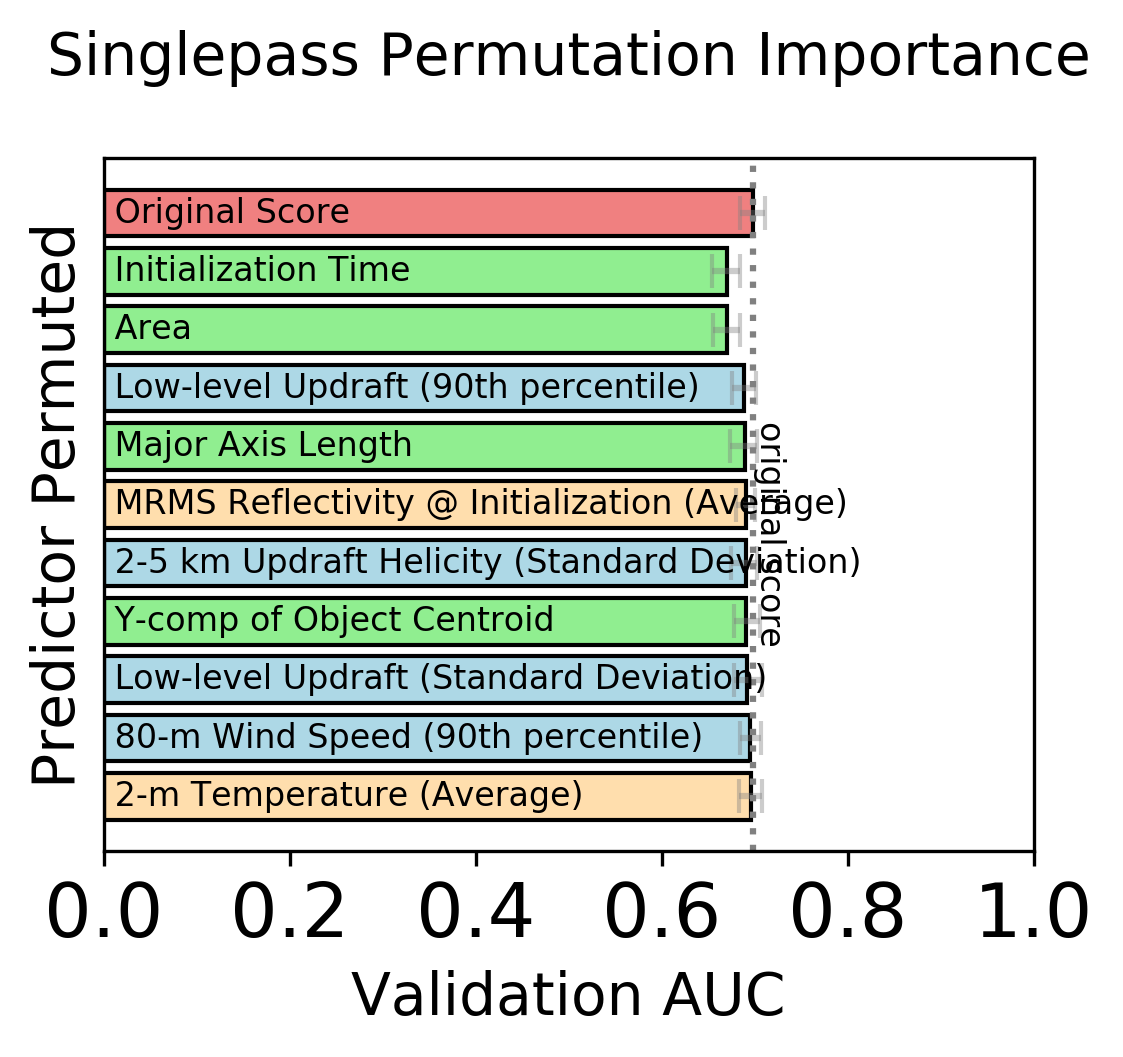 Singlepass Permutation Importance
Predictor Permuted
Original Score
Initialization Time
Area
Low-level Updraft (90th percentile)
Major Axis Length
MRMS Reflectivity @ Initialization (Average)
2-5 km Updraft Helicity (Standard Deviation)
Y-comp of Object Centroid
Low-level Updraft (Standard Deviation)
80-m Wind Speed (90th percentile)
2-m Temperature (Average)
original score
0.0 0.2 0.4 0.6 0.8 1.0
Validation AUC